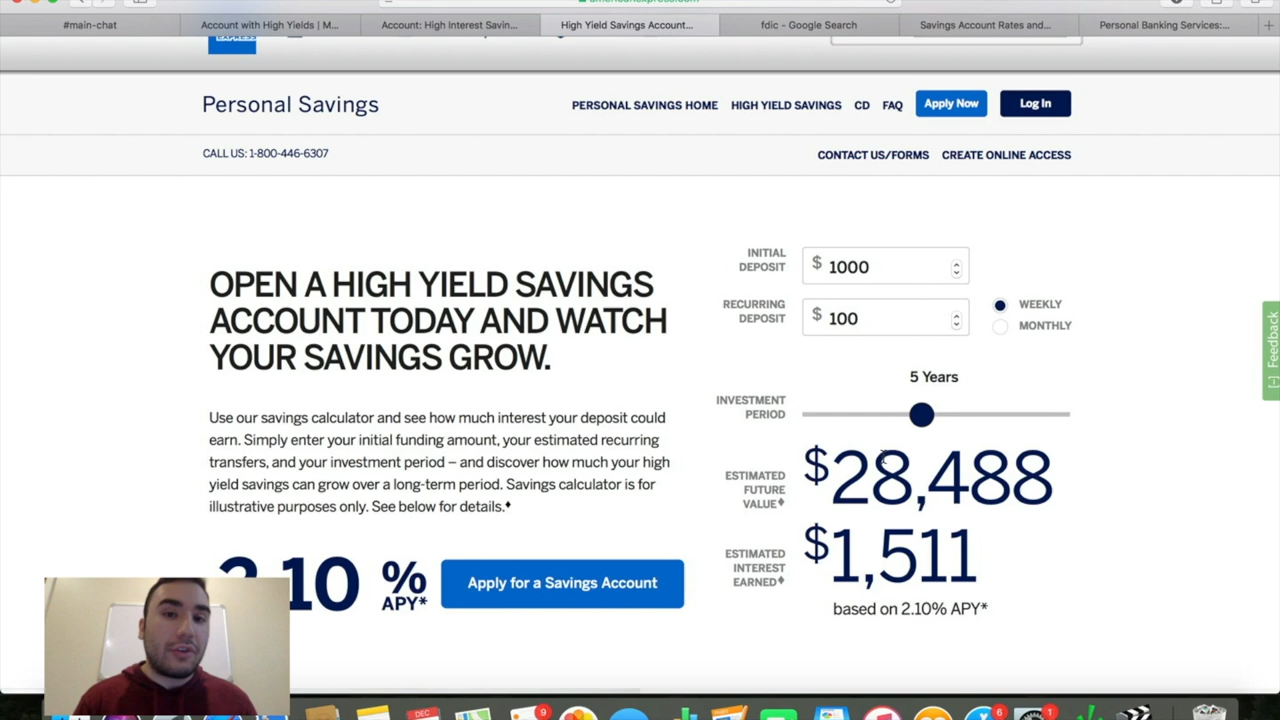 #main-chat
Account with High Yields | M...
Account: High Interest Savin...
High Yield Savings Account...
fdic - Google Search
Savings Account Rates and...
Personal Banking Services:...
Personal Savings
PERSONAL SAVINGS HOME
HIGH YIELD SAVINGS
CD
FAQ
Apply Now
Log In
CALL US: 1-800-446-6307
CONTACT US/FORMS
CREATE ONLINE ACCESS
OPEN A HIGH YIELD SAVINGS
ACCOUNT TODAY AND WATCH
YOUR SAVINGS GROW.
Use our savings calculator and see how much interest your deposit could
earn. Simply enter your initial funding amount, your estimated recurring
transfers, and your investment period – and discover how much your high
yield savings can grow over a long-term period. Savings calculator is for
illustrative purposes only. See below for details.♦
2.10 % APY*
Apply for a Savings Account
INITIAL
DEPOSIT
$ 1000
RECURRING
DEPOSIT
$ 100
WEEKLY
MONTHLY
5 Years
INVESTMENT
PERIOD
ESTIMATED
FUTURE
VALUE♦
$28,488
ESTIMATED
INTEREST
EARNED♦
$1,511
based on 2.10% APY*
[-] Feedback
DEC
9
6
1